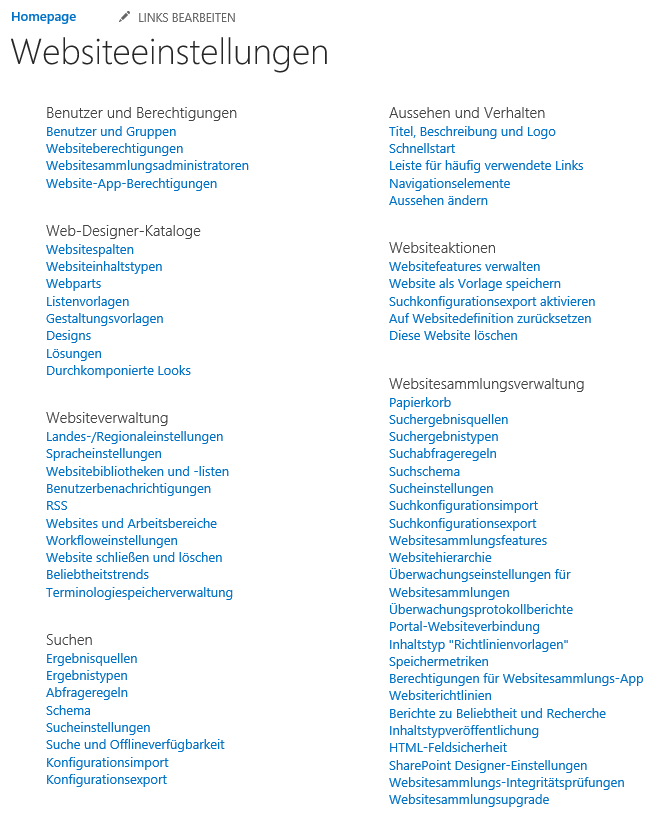 Homepage
LINKS BEARBEITEN
Websiteeinstellungen
Benutzer und Berechtigungen
Benutzer und Gruppen
Websiteberechtigungen
Websitesammlungsadministratoren
Website-App-Berechtigungen
Web-Designer-Kataloge
Websitespalten
Websiteinhaltstypen
Webparts
Listenvorlagen
Gestaltungsvorlagen
Designs
Lösungen
Durchkomponierte Looks
Websiteverwaltung
Landes-/Regionaleinstellungen
Spracheinstellungen
Websitebibliotheken und -listen
Benutzerbenachrichtigungen
RSS
Websites und Arbeitsbereiche
Workfloweinstellungen
Website schließen und löschen
Beliebtheitstrends
Terminologiespeicherverwaltung
Suchen
Ergebnisquellen
Ergebnistypen
Abfrageregeln
Schema
Sucheinstellungen
Suche und Offlineverfügbarkeit
Konfigurationsimport
Konfigurationsexport
Aussehen und Verhalten
Titel, Beschreibung und Logo
Schnellstart
Leiste für häufig verwendete Links
Navigationselemente
Aussehen ändern
Websiteaktionen
Websitefeatures verwalten
Website als Vorlage speichern
Suchkonfigurationsexport aktivieren
Auf Websitedefinition zurücksetzen
Diese Website löschen
Websitesammlungsverwaltung
Papierkorb
Suchergebnisquellen
Suchergebnistypen
Suchabfrageregeln
Suchschema
Sucheinstellungen
Suchkonfigurationsimport
Suchkonfigurationsexport
Websitesammlungsfeatures
Websitehierarchie
Überwachungseinstellungen für
Websitesammlungen
Überwachungsprotokollberichte
Portal-Websiteverbindung
Inhaltstyp "Richtlinienvorlagen"
Speichermetriken
Berechtigungen für Websitesammlungs-App
Websiterichtlinien
Berichte zu Beliebtheit und Recherche
Inhaltstypveröffentlichung
HTML-Feldsicherheit
SharePoint Designer-Einstellungen
Websitesammlungs-Integritätsprüfungen
Websitesammlungsupgrade